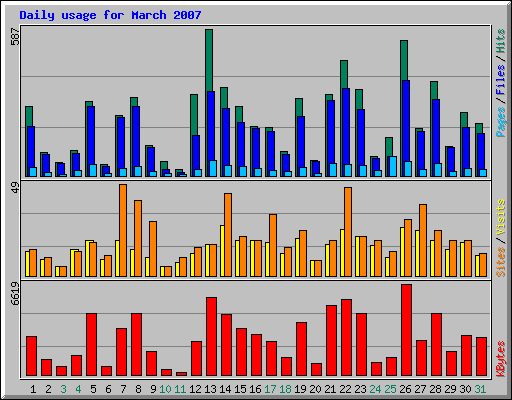 Daily usage for March 2007
587
Pages / Files / Hits
49
Sites / Visits
6619
KBytes
1 2 3 4 5 6 7 8 9 10 11 12 13 14 15 16 17 18 19 20 21 22 23 24 25 26 27 28 29 30 31